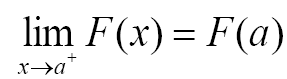 lim F(x) = F(a)
x→a⁺